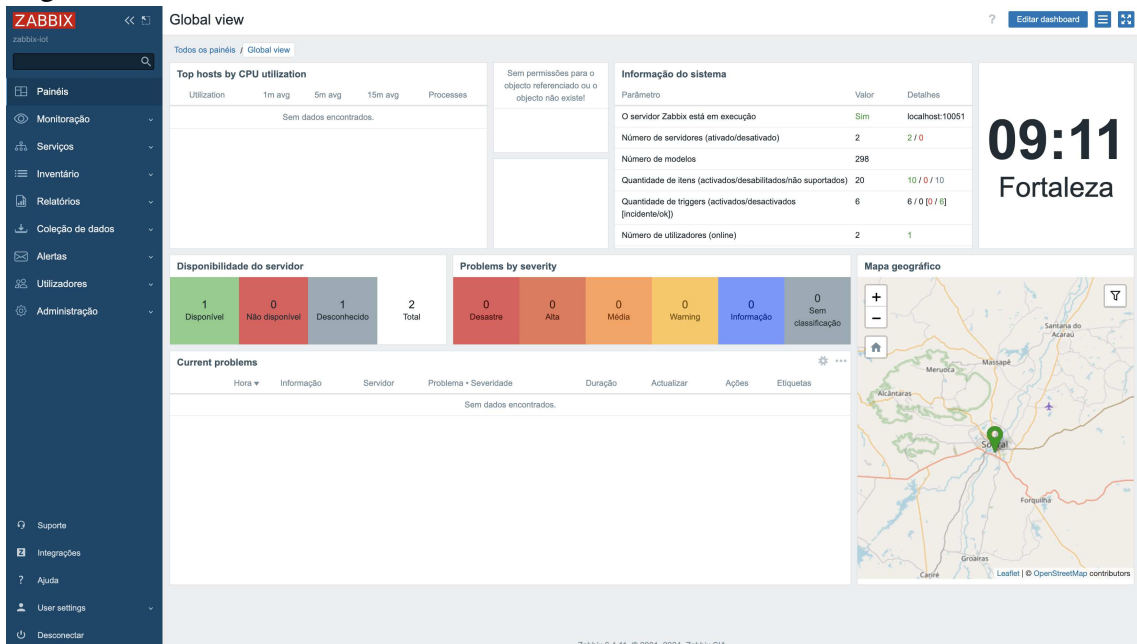 ZABBIX
zabbix-iot
Painéis
Monitoração
Serviços
Inventário
Relatórios
Coleção de dados
Alertas
Utilizadores
Administração
Suporte
Integrações
Ajuda
User settings
Desconectar
Global view
? Editar dashboard
Todos os painéis / Global view
Top hosts by CPU utilization
Utilization 1m avg 5m avg 15m avg Processes
Sem dados encontrados.
Sem permissões para o
objecto referenciado ou o
objecto não existe!
Informação do sistema
Parâmetro Valor Detalhes
O servidor Zabbix está em execução Sim localhost:10051
Número de servidores (ativado/desativado) 2 2 / 0
Número de modelos 298
Quantidade de itens (activados/desabilitados/não suportados) 20 10 / 0 / 10
Quantidade de triggers (activados/desactivados 6 6 / 0 [0 / 6]
[incidente/ok])
Número de utilizadores (online) 2 1
09:11
Fortaleza
Disponibilidade do servidor
1 0 1 2
Disponível Não disponível Desconhecido Total
Problems by severity
0 0 0 0 0 0
Desastre Alta Média Warning Informação Sem
classificação
Current problems
Hora Informação Servidor Problema • Severidade Duração Actualizar Ações Etiquetas
Sem dados encontrados.
Mapa geográfico
+
−
Santana do
Acaraú
Massapê
Meruoca
Alcântaras
Forquilha
Groaíras
Cariré
Leaflet | © OpenStreetMap contributors